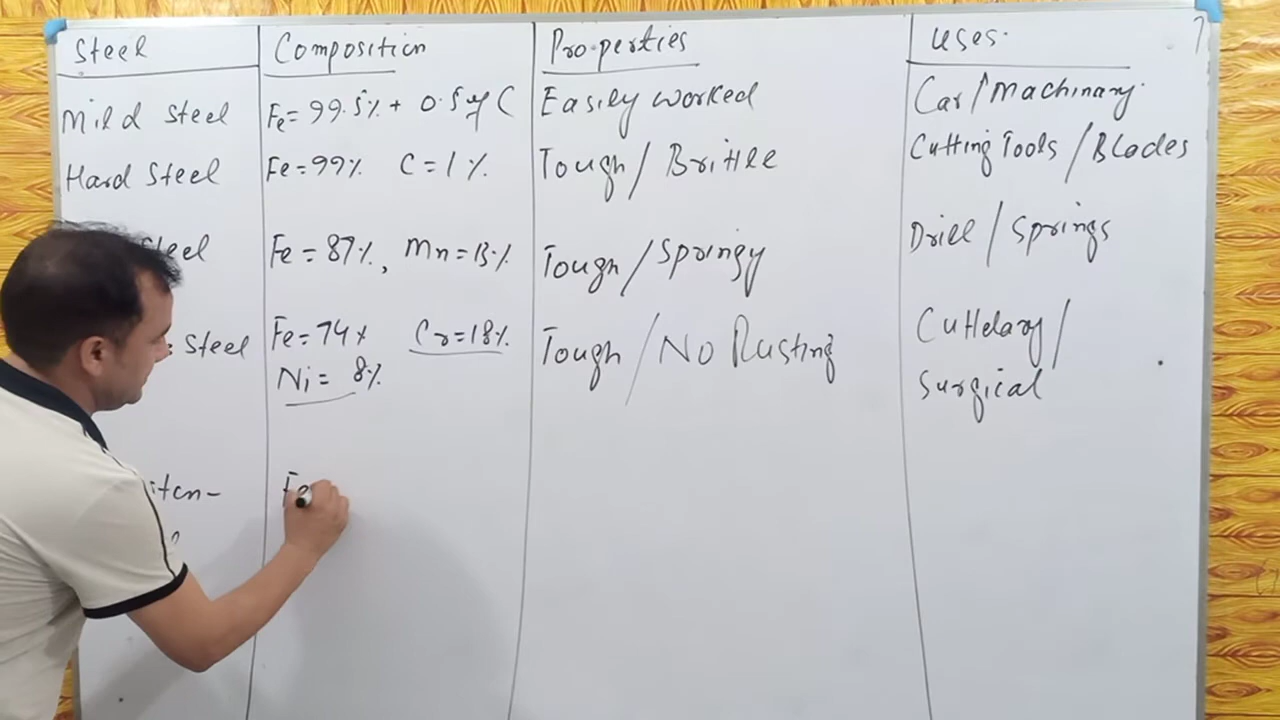 Steel Composition Properties Uses.
Mild Steel Fe=99.5% + 0.5% C Easily worked Car/Machinary.
Hard Steel Fe=99% C=1% Tough/Brittle Cutting Tools/Blades
Steel Fe=87%, Mn=13% Tough/Springy Drill/Springs
Steel Fe=74% Cr=18% Tough/No Rusting Cuttelary/
Ni= 8% Surgical
Fe